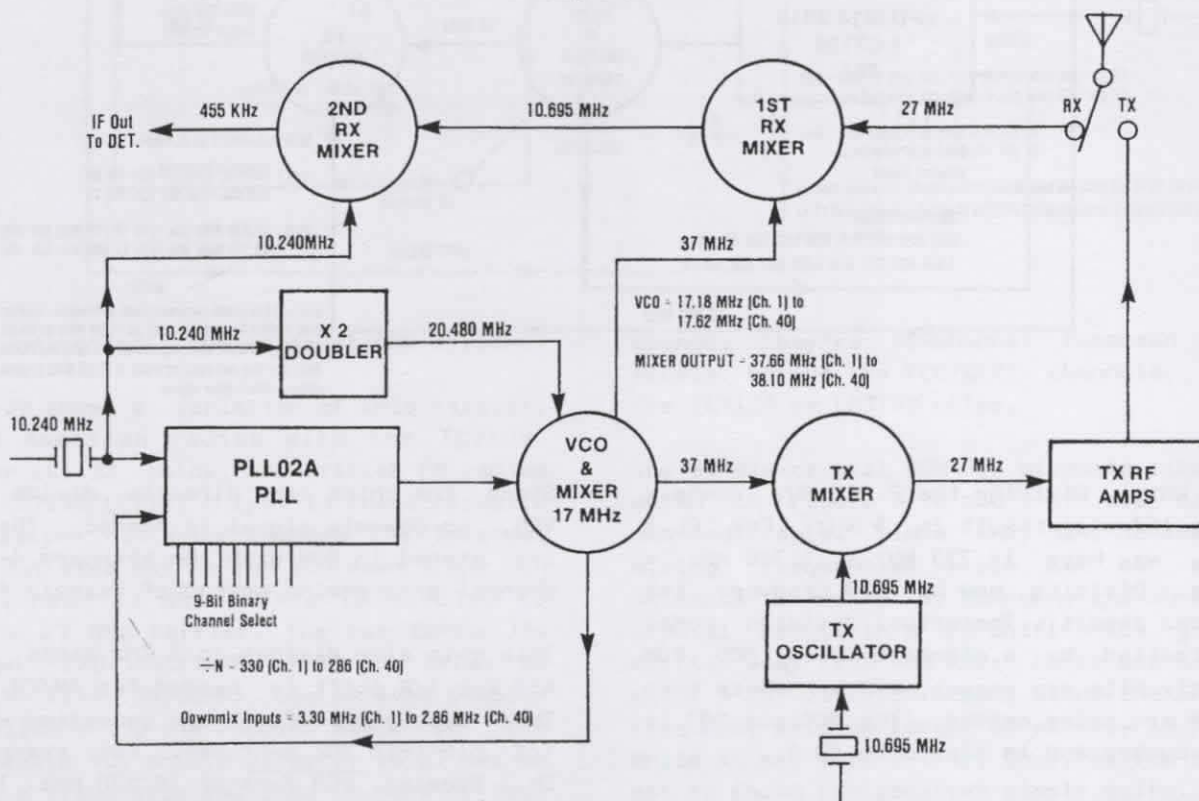 IF Out
To DET.
455 KHz
2ND
RX
MIXER
10.695 MHz
1ST
RX
MIXER
27 MHz
RX
TX
10.240MHz
37 MHz
VCO = 17.18 MHz (Ch. 1) to
17.62 MHz (Ch. 40)
MIXER OUTPUT = 37.66 MHz (Ch. 1) to
38.10 MHz (Ch. 40)
10.240 MHz
X 2
DOUBLER
20.480 MHz
10.240 MHz
PLL02A
PLL
VCO
&
MIXER
17 MHZ
37 MHz
TX
MIXER
27 MHz
TX RF
AMPS
9-Bit Binary
Channel Select
÷N = 330 (Ch. 1) to 286 (Ch. 40)
Downmix Inputs = 3.30 MHz (Ch. 1) to 2.86 MHz (Ch. 40)
10.695 MHz
TX
OSCILLATOR
10.695 MHz